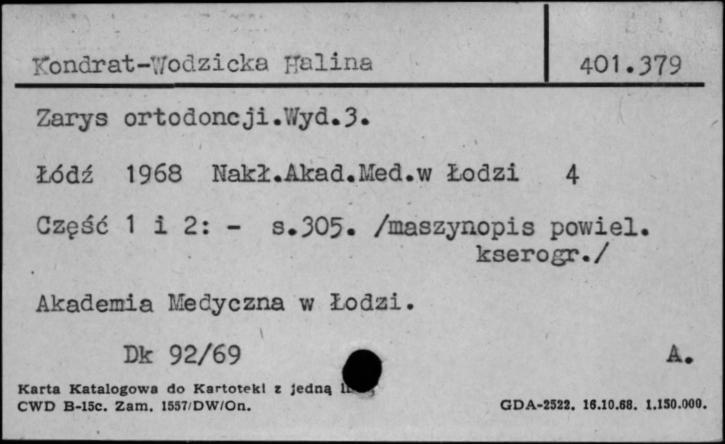 Kondrat-Wodzicka Halina 401.379
Zarys ortodoncji.Wyd.3.
Łódź 1968 Nakł.Akad.Med.w Łodzi 4
Część 1 i 2: - s.305. /maszynopis powiel.
kserogr./
Akademia Medyczna w Łodzi.
Dk 92/69 A.
Karta Katalogowa do Kartoteki z jedną
CWD B-15c. Zam. 1557/DW/On. GDA-2522. 16.10.68. 1.150.000.